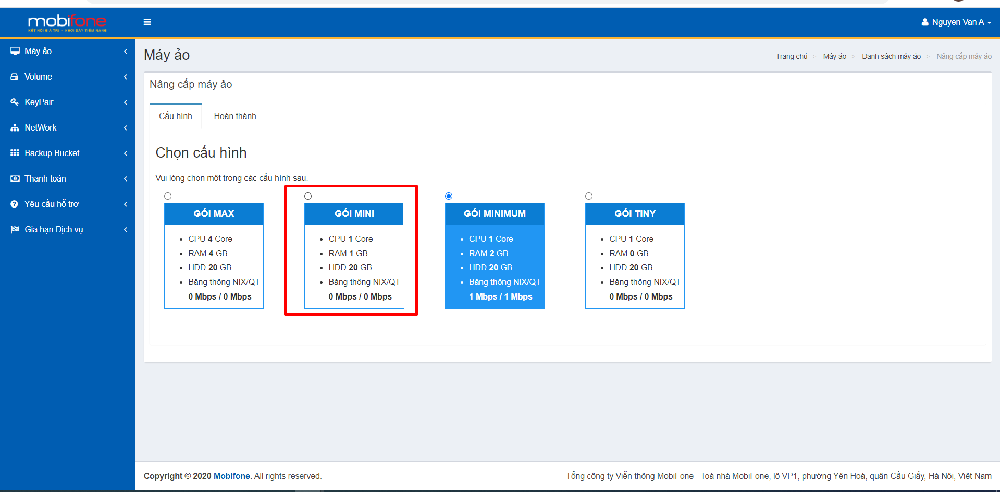 mobifone
KẾT NỐI GIÁ TRỊ - KHƠI DẬY TIỀM NĂNG
Nguyen Van A
Máy ảo
Volume
KeyPair
NetWork
Backup Bucket
Thanh toán
Yêu cầu hỗ trợ
Gia hạn Dịch vụ
Máy ảo
Trang chủ > Máy ảo > Danh sách máy ảo > Nâng cấp máy ảo
Nâng cấp máy ảo
Cấu hình
Hoàn thành
Chọn cấu hình
Vui lòng chọn một trong các cấu hình sau.
GÓI MAX
CPU 4 Core
RAM 4 GB
HDD 20 GB
Băng thông NIX/QT
0 Mbps / 0 Mbps
GÓI MINI
CPU 1 Core
RAM 1 GB
HDD 20 GB
Băng thông NIX/QT
0 Mbps / 0 Mbps
GÓI MINIMUM
CPU 1 Core
RAM 2 GB
HDD 20 GB
Băng thông NIX/QT
1 Mbps / 1 Mbps
GÓI TINY
CPU 1 Core
RAM 0 GB
HDD 20 GB
Băng thông NIX/QT
0 Mbps / 0 Mbps
Copyright © 2020 Mobifone. All rights reserved.
Tổng công ty Viễn thông MobiFone - Toà nhà MobiFone, lô VP1, phường Yên Hoà, quận Cầu Giấy, Hà Nội, Việt Nam